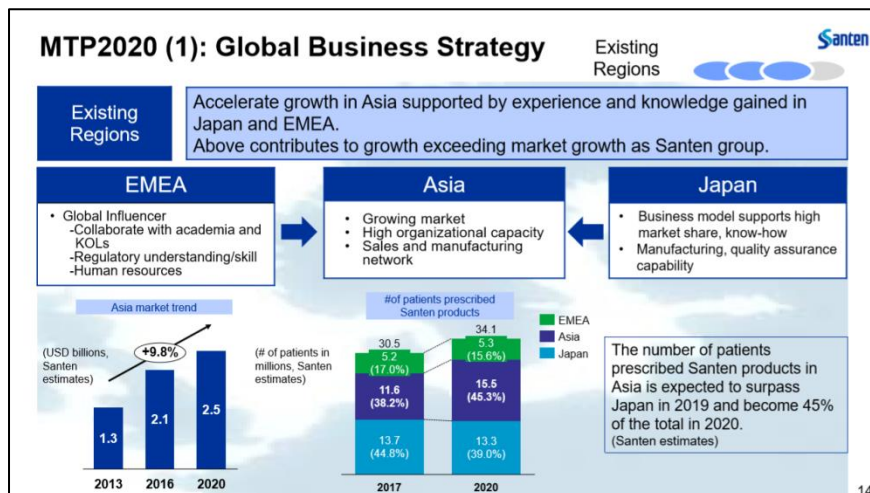 MTP2020 (1): Global Business Strategy
Existing
Regions
Santen
Existing
Regions
Accelerate growth in Asia supported by experience and knowledge gained in
Japan and EMEA.
Above contributes to growth exceeding market growth as Santen group.
EMEA
• Global Influencer
-Collaborate with academia and
KOLs
-Regulatory understanding/skill
-Human resources
Asia
• Growing market
• High organizational capacity
• Sales and manufacturing
network
Japan
• Business model supports high
market share, know-how
• Manufacturing, quality assurance
capability
Asia market trend
(USD billions,
Santen
estimates)
+9.8%
1.3
2.1
2.5
2013
2016
2020
#of patients prescribed
Santen products
(# of patients in
millions, Santen
estimates)
EMEA
Asia
Japan
30.5
5.2
(17.0%)
11.6
(38.2%)
13.7
(44.8%)
2017
34.1
5.3
(15.6%)
15.5
(45.3%)
13.3
(39.0%)
2020
The number of patients
prescribed Santen products in
Asia is expected to surpass
Japan in 2019 and become 45%
of the total in 2020.
(Santen estimates)
14